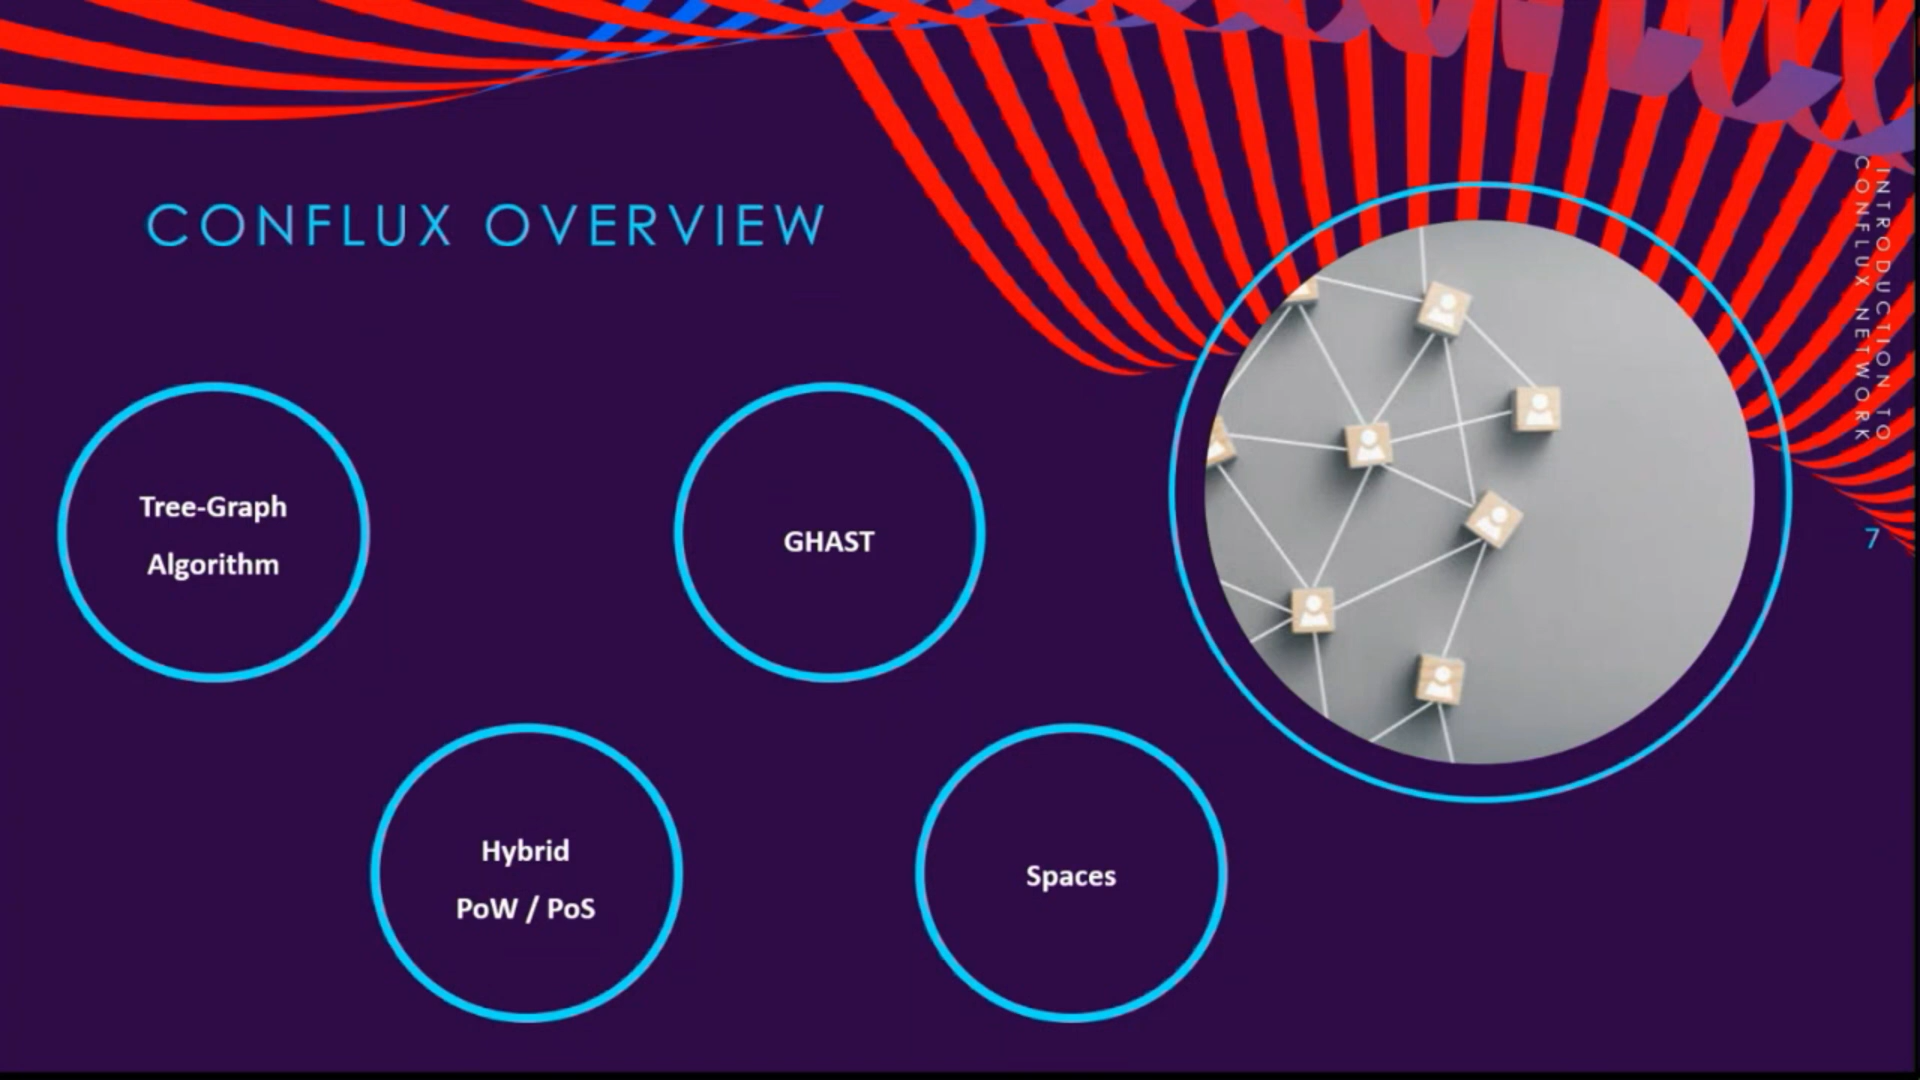 CONFLUX OVERVIEW
Tree-Graph
Algorithm
GHAST
Hybrid
PoW / PoS
Spaces
INTRODUCTION TO
CONFLUX NETWORK
7